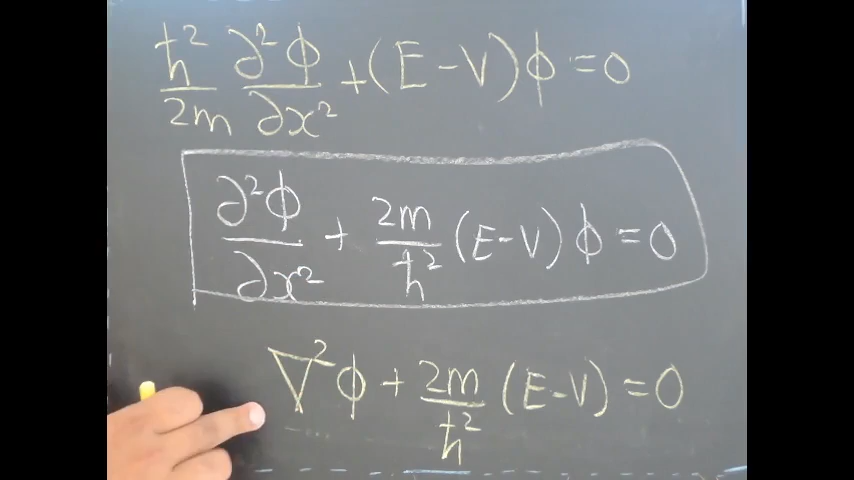 ħ²/2m ∂²ϕ/∂x² + (E - V)ϕ = 0
∂²ϕ/∂x² + 2m/ħ² (E - V)ϕ = 0
∇²ϕ + 2m/ħ² (E - V) = 0